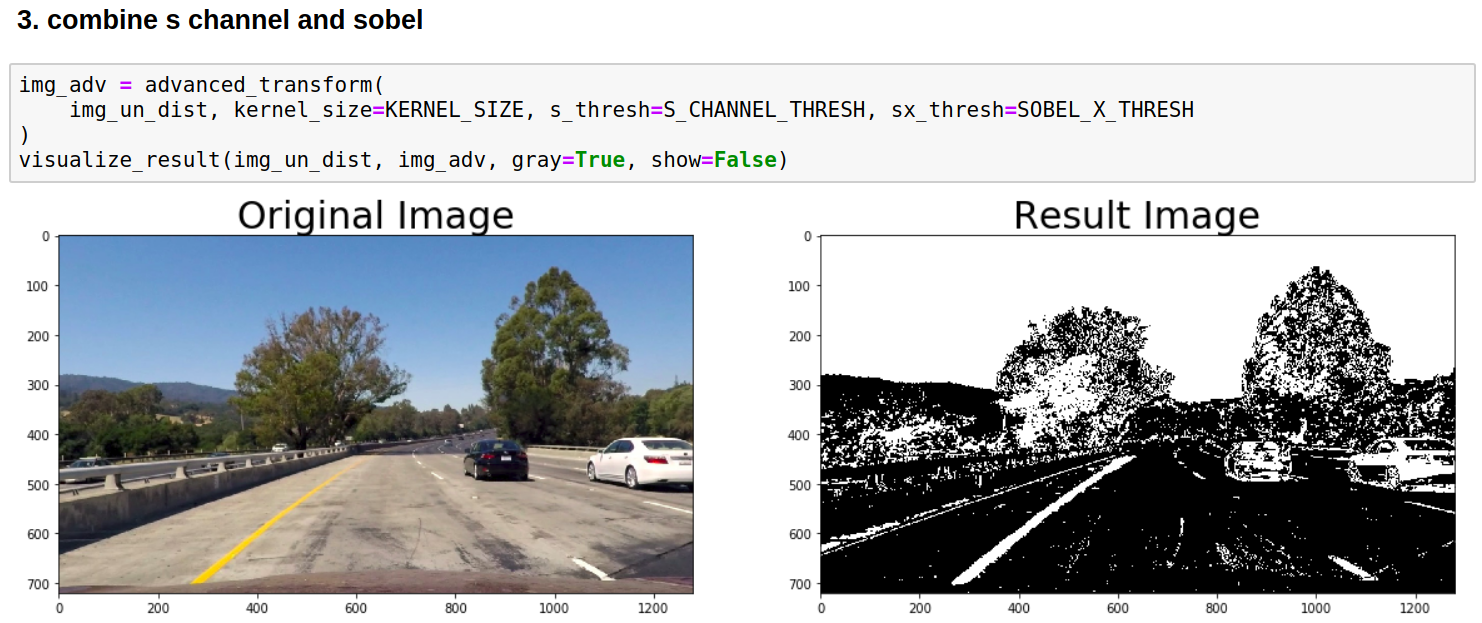 3. combine s channel and sobel
img_adv = advanced_transform(
    img_un_dist, kernel_size=KERNEL_SIZE, s_thresh=S_CHANNEL_THRESH, sx_thresh=SOBEL_X_THRESH
)
visualize_result(img_un_dist, img_adv, gray=True, show=False)
Original Image
0
100
200
300
400
500
600
700
0 200 400 600 800 1000 1200
Result Image
0
100
200
300
400
500
600
700
0 200 400 600 800 1000 1200